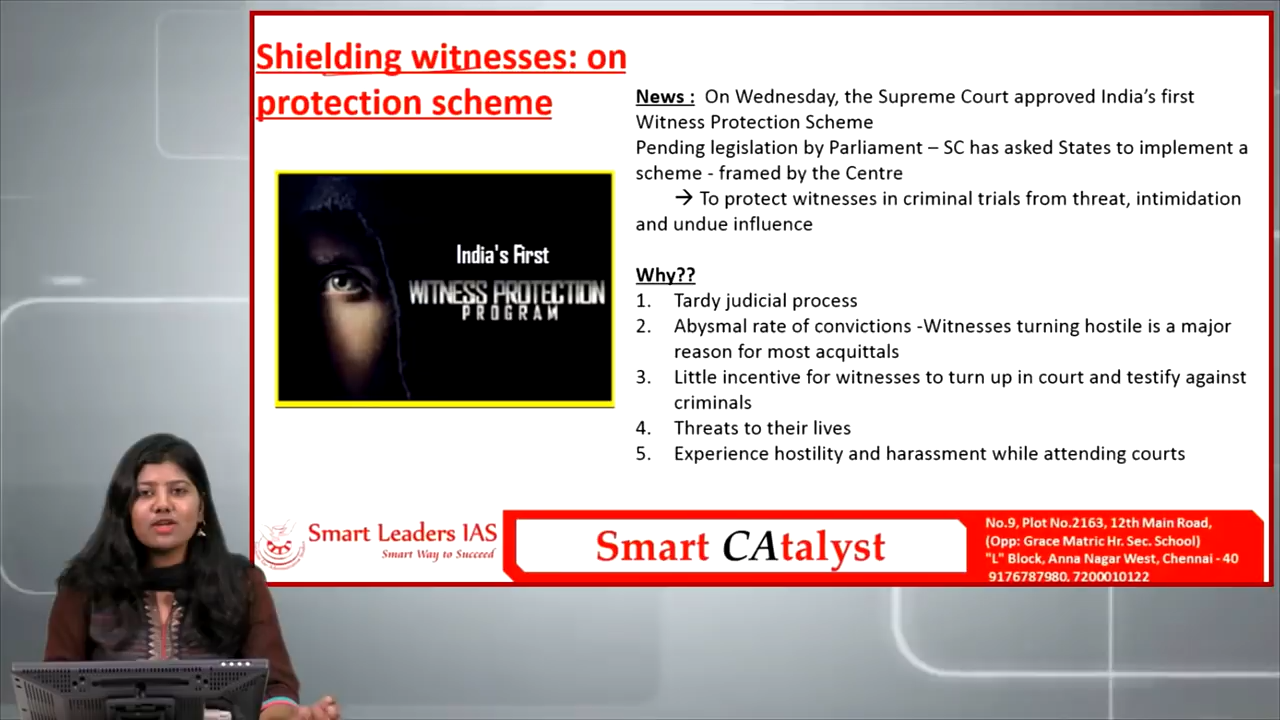 Shielding witnesses: on
protection scheme
News : On Wednesday, the Supreme Court approved India’s first
Witness Protection Scheme
Pending legislation by Parliament – SC has asked States to implement a
scheme - framed by the Centre
→ To protect witnesses in criminal trials from threat, intimidation
and undue influence
India's First
WITNESS PROTECTION
PROGRAM
Why??
1. Tardy judicial process
2. Abysmal rate of convictions -Witnesses turning hostile is a major
reason for most acquittals
3. Little incentive for witnesses to turn up in court and testify against
criminals
4. Threats to their lives
5. Experience hostility and harassment while attending courts
Smart Leaders IAS
Smart Way to Succeed
Smart CAtalyst
No.9, Plot No.2163, 12th Main Road,
(Opp: Grace Matric Hr. Sec. School)
"L" Block, Anna Nagar West, Chennai - 40
9176787980, 7200010122